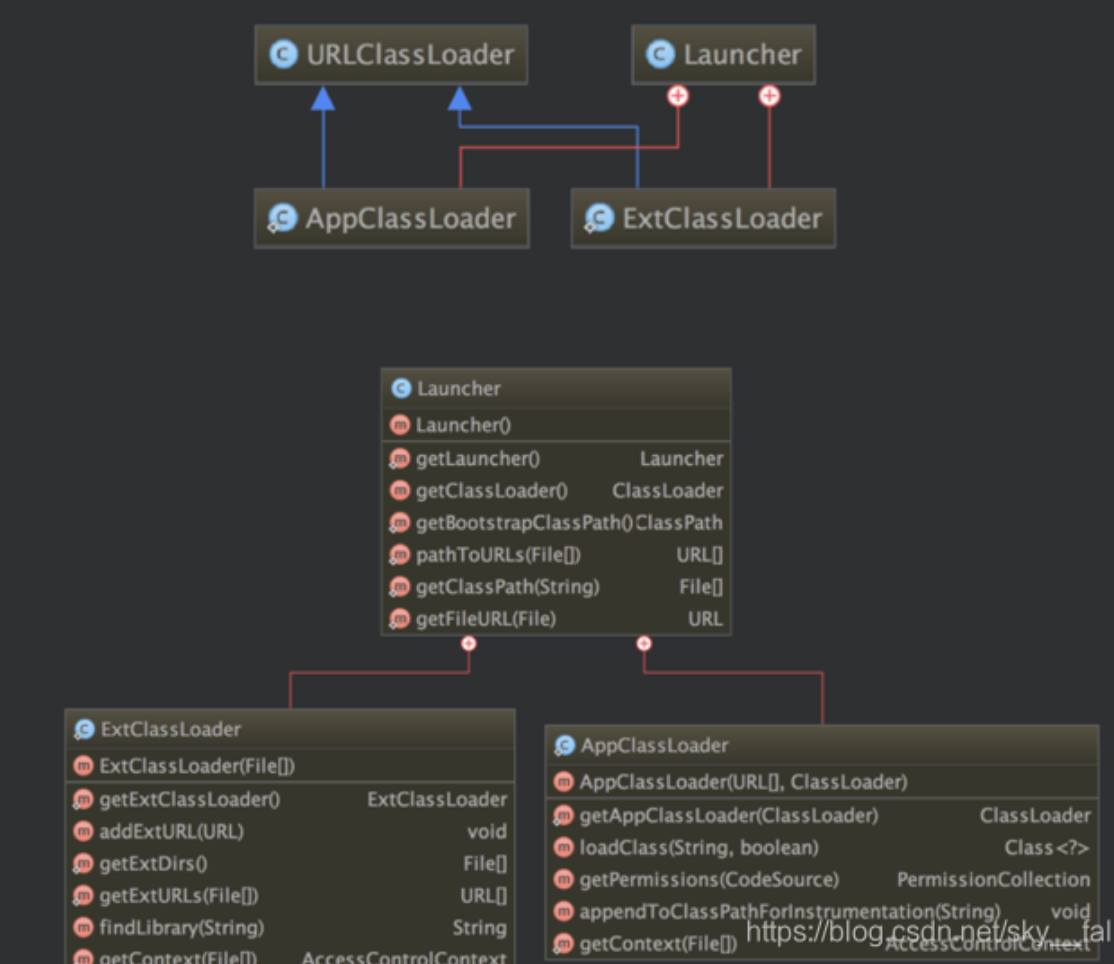 URLClassLoader
Launcher
AppClassLoader
ExtClassLoader
Launcher
Launcher()
getLauncher() Launcher
getClassLoader() ClassLoader
getBootstrapClassPath() ClassPath
pathToURLs(File[]) URL[]
getClassPath(String) File[]
getFileURL(File) URL
ExtClassLoader
ExtClassLoader(File[])
getExtClassLoader() ExtClassLoader
addExtURL(URL) void
getExtDirs() File[]
getExtURLs(File[]) URL[]
findLibrary(String) String
getContext(File[]) AccessControlContext
AppClassLoader
AppClassLoader(URL[], ClassLoader)
getAppClassLoader(ClassLoader) ClassLoader
loadClass(String, boolean) Class<?>
getPermissions(CodeSource) PermissionCollection
appendToClassPathForInstrumentation(String) void
getContext(File[]) AccessControlContext
https://blog.csdn.net/sky__fal